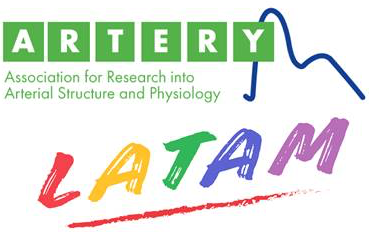 ARTERY
Association for Research into
Arterial Structure and Physiology
LATAM